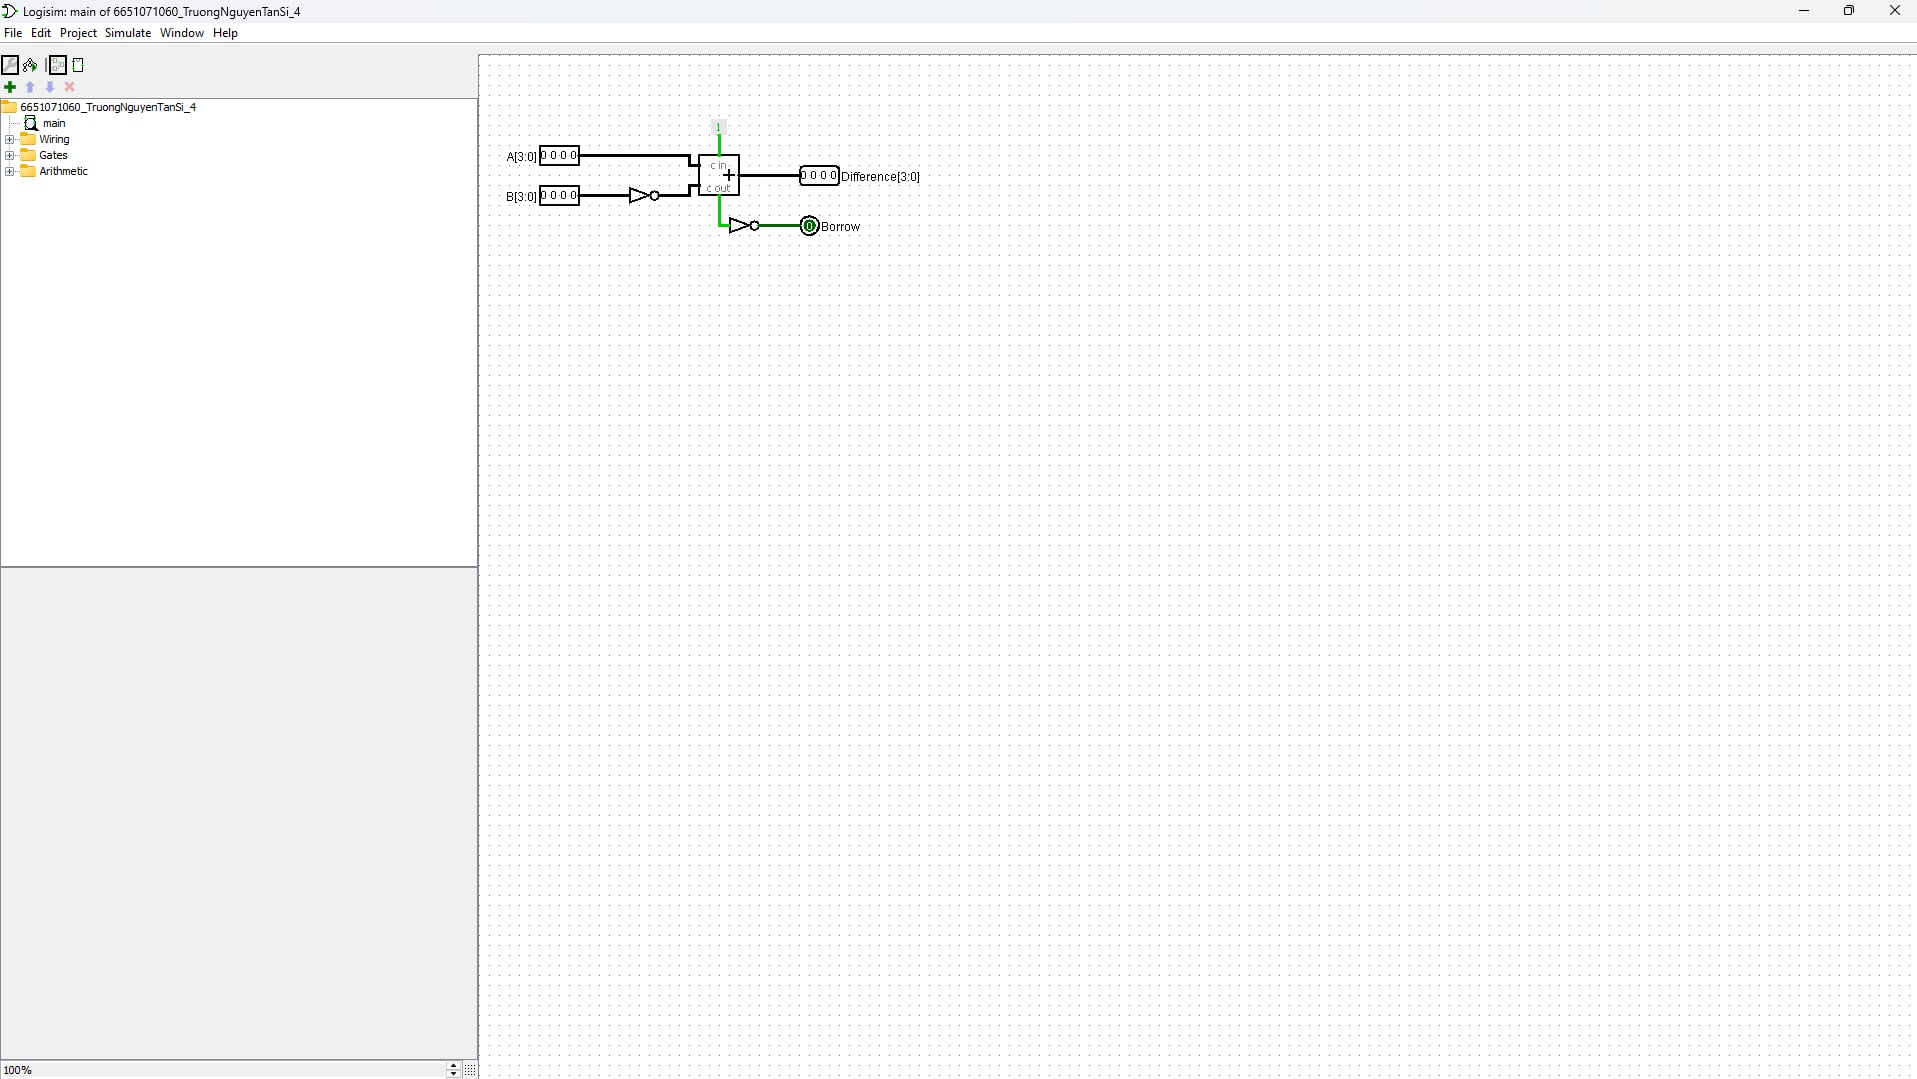 Logisim: main of 6651071060_TruongNguyenTanSi_4
File Edit Project Simulate Window Help
6651071060_TruongNguyenTanSi_4
main
Wiring
Gates
Arithmetic
1
A[3:0] 0 0 0 0
c in
+
c out
0 0 0 0 Difference[3:0]
B[3:0] 0 0 0 0
0 Borrow
100%